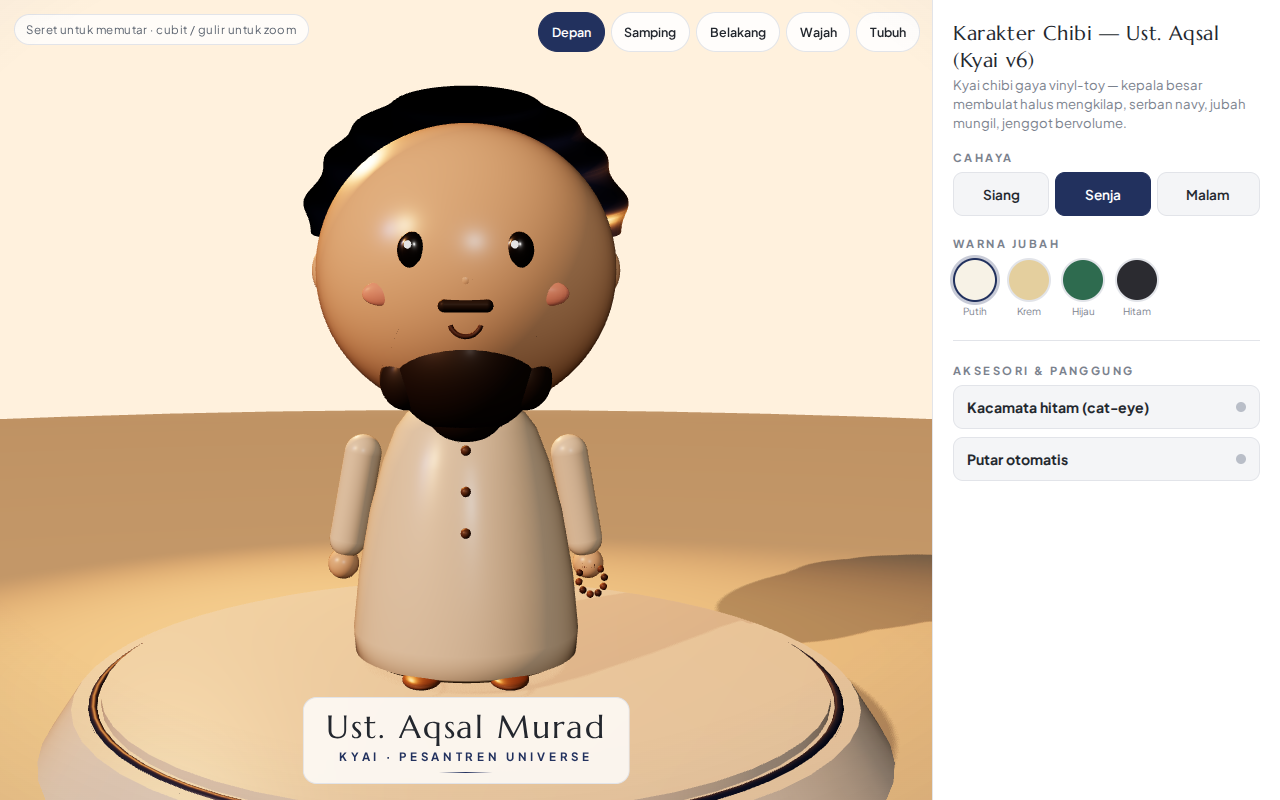 Seret untuk memutar · cubit / gulir untuk zoom
Depan
Samping
Belakang
Wajah
Tubuh
Ust. Aqsal Murad
KYAI · PESANTREN UNIVERSE
Karakter Chibi — Ust. Aqsal
(Kyai v6)
Kyai chibi gaya vinyl-toy — kepala besar
membulat halus mengkilap, serban navy, jubah
mungil, jenggot bervolume.
CAHAYA
Siang
Senja
Malam
WARNA JUBAH
Putih
Krem
Hijau
Hitam
AKSESORI & PANGGUNG
Kacamata hitam (cat-eye)
Putar otomatis